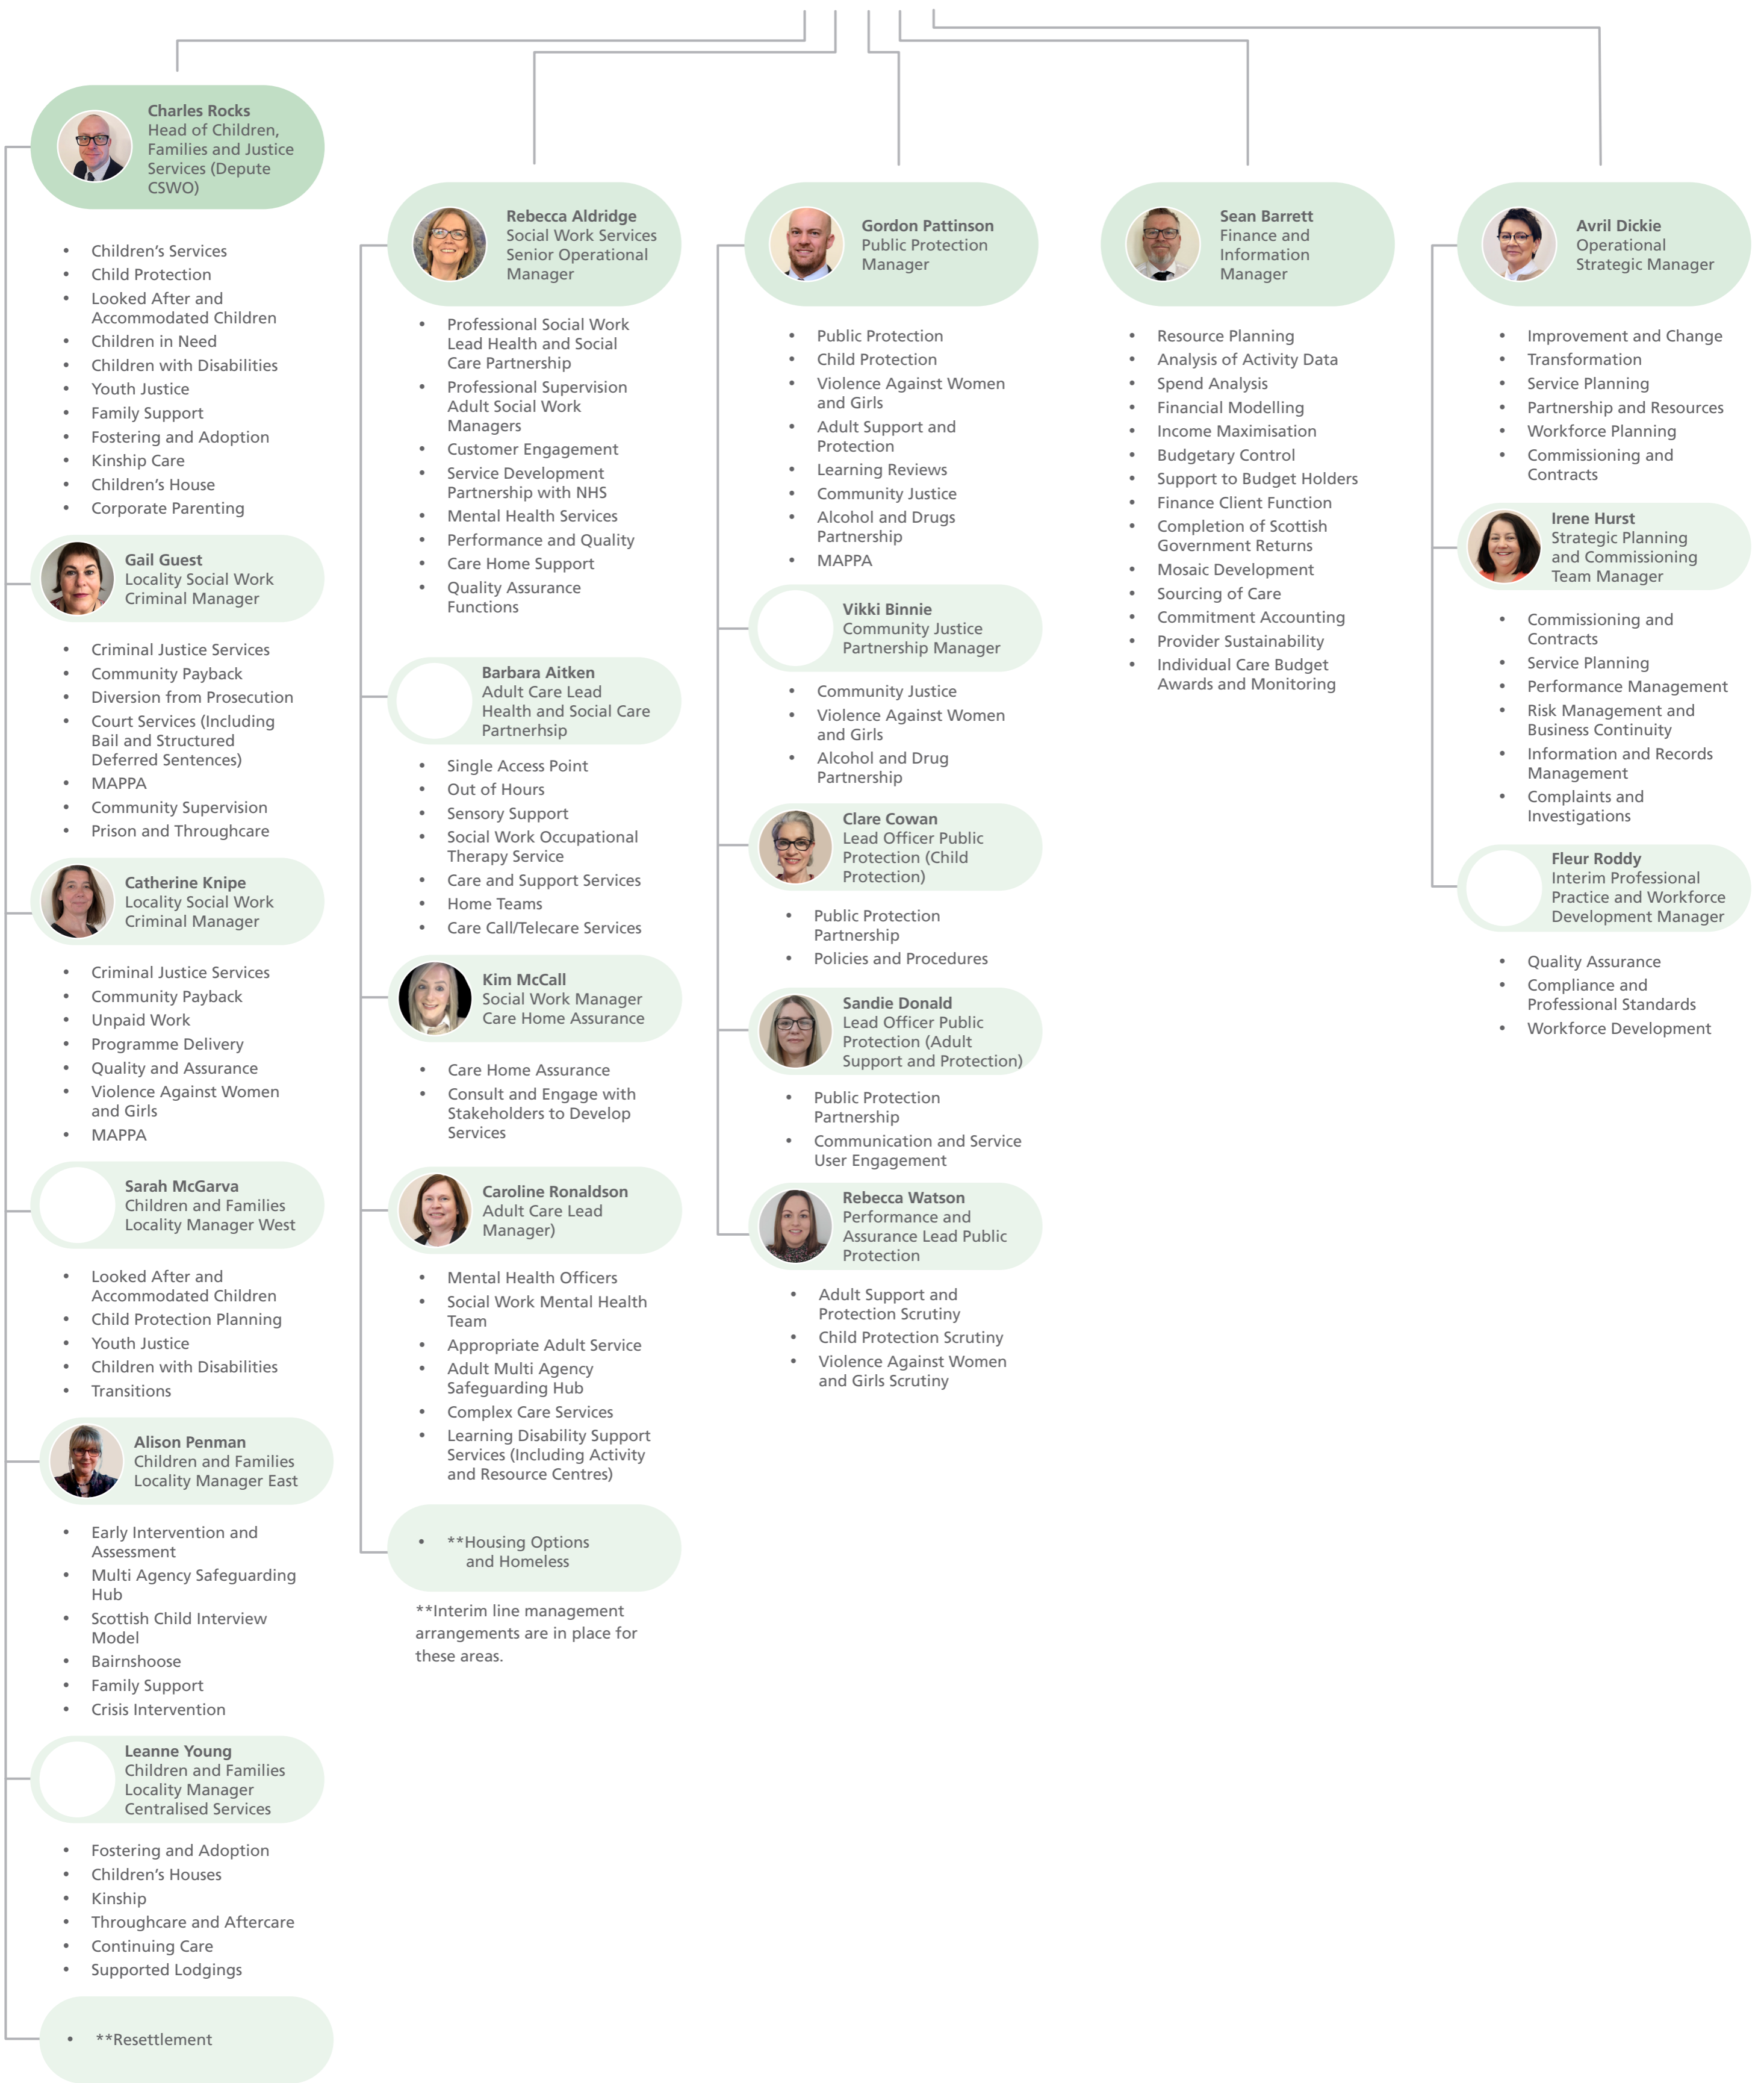 Charles Rocks
Head of Children,
Families and Justice
Services (Depute
CSWO)
• Children’s Services
• Child Protection
• Looked After and
Accommodated Children
• Children in Need
• Children with Disabilities
• Youth Justice
• Family Support
• Fostering and Adoption
• Kinship Care
• Children’s House
• Corporate Parenting
Gail Guest
Locality Social Work
Criminal Manager
• Criminal Justice Services
• Community Payback
• Diversion from Prosecution
• Court Services (Including
Bail and Structured
Deferred Sentences)
• MAPPA
• Community Supervision
• Prison and Throughcare
Catherine Knipe
Locality Social Work
Criminal Manager
• Criminal Justice Services
• Community Payback
• Unpaid Work
• Programme Delivery
• Quality and Assurance
• Violence Against Women
and Girls
• MAPPA
Sarah McGarva
Children and Families
Locality Manager West
• Looked After and
Accommodated Children
• Child Protection Planning
• Youth Justice
• Children with Disabilities
• Transitions
Alison Penman
Children and Families
Locality Manager East
• Early Intervention and
Assessment
• Multi Agency Safeguarding
Hub
• Scottish Child Interview
Model
• Bairnshoose
• Family Support
• Crisis Intervention
Leanne Young
Children and Families
Locality Manager
Centralised Services
• Fostering and Adoption
• Children’s Houses
• Kinship
• Throughcare and Aftercare
• Continuing Care
• Supported Lodgings
• **Resettlement
Rebecca Aldridge
Social Work Services
Senior Operational
Manager
• Professional Social Work
Lead Health and Social
Care Partnership
• Professional Supervision
Adult Social Work
Managers
• Customer Engagement
• Service Development
Partnership with NHS
• Mental Health Services
• Performance and Quality
• Care Home Support
• Quality Assurance
Functions
Barbara Aitken
Adult Care Lead
Health and Social Care
Partnerhsip
• Single Access Point
• Out of Hours
• Sensory Support
• Social Work Occupational
Therapy Service
• Care and Support Services
• Home Teams
• Care Call/Telecare Services
Kim McCall
Social Work Manager
Care Home Assurance
• Care Home Assurance
• Consult and Engage with
Stakeholders to Develop
Services
Caroline Ronaldson
Adult Care Lead
Manager)
• Mental Health Officers
• Social Work Mental Health
Team
• Appropriate Adult Service
• Adult Multi Agency
Safeguarding Hub
• Complex Care Services
• Learning Disability Support
Services (Including Activity
and Resource Centres)
• **Housing Options
and Homeless
**Interim line management
arrangements are in place for
these areas.
Gordon Pattinson
Public Protection
Manager
• Public Protection
• Child Protection
• Violence Against Women
and Girls
• Adult Support and
Protection
• Learning Reviews
• Community Justice
• Alcohol and Drugs
Partnership
• MAPPA
Vikki Binnie
Community Justice
Partnership Manager
• Community Justice
• Violence Against Women
and Girls
• Alcohol and Drug
Partnership
Clare Cowan
Lead Officer Public
Protection (Child
Protection)
• Public Protection
Partnership
• Policies and Procedures
Sandie Donald
Lead Officer Public
Protection (Adult
Support and Protection)
• Public Protection
Partnership
• Communication and Service
User Engagement
Rebecca Watson
Performance and
Assurance Lead Public
Protection
• Adult Support and
Protection Scrutiny
• Child Protection Scrutiny
• Violence Against Women
and Girls Scrutiny
Sean Barrett
Finance and
Information
Manager
• Resource Planning
• Analysis of Activity Data
• Spend Analysis
• Financial Modelling
• Income Maximisation
• Budgetary Control
• Support to Budget Holders
• Finance Client Function
• Completion of Scottish
Government Returns
• Mosaic Development
• Sourcing of Care
• Commitment Accounting
• Provider Sustainability
• Individual Care Budget
Awards and Monitoring
Avril Dickie
Operational
Strategic Manager
• Improvement and Change
• Transformation
• Service Planning
• Partnership and Resources
• Workforce Planning
• Commissioning and
Contracts
Irene Hurst
Strategic Planning
and Commissioning
Team Manager
• Commissioning and
Contracts
• Service Planning
• Performance Management
• Risk Management and
Business Continuity
• Information and Records
Management
• Complaints and
Investigations
Fleur Roddy
Interim Professional
Practice and Workforce
Development Manager
• Quality Assurance
• Compliance and
Professional Standards
• Workforce Development